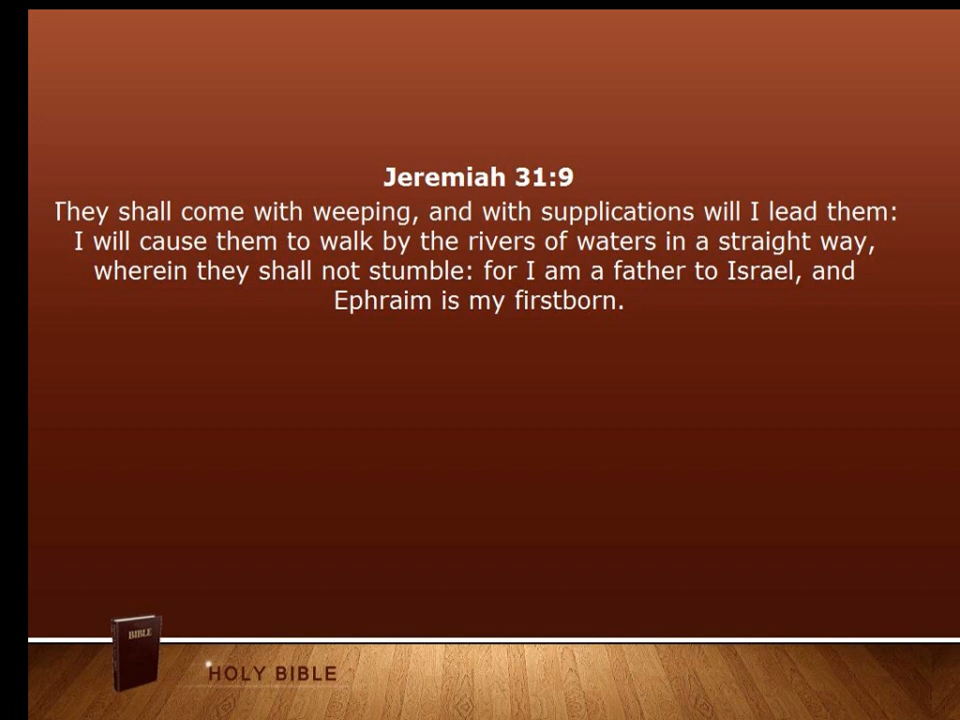 Jeremiah 31:9
They shall come with weeping, and with supplications will I lead them:
I will cause them to walk by the rivers of waters in a straight way,
wherein they shall not stumble: for I am a father to Israel, and
Ephraim is my firstborn.
BIBLE
HOLY BIBLE